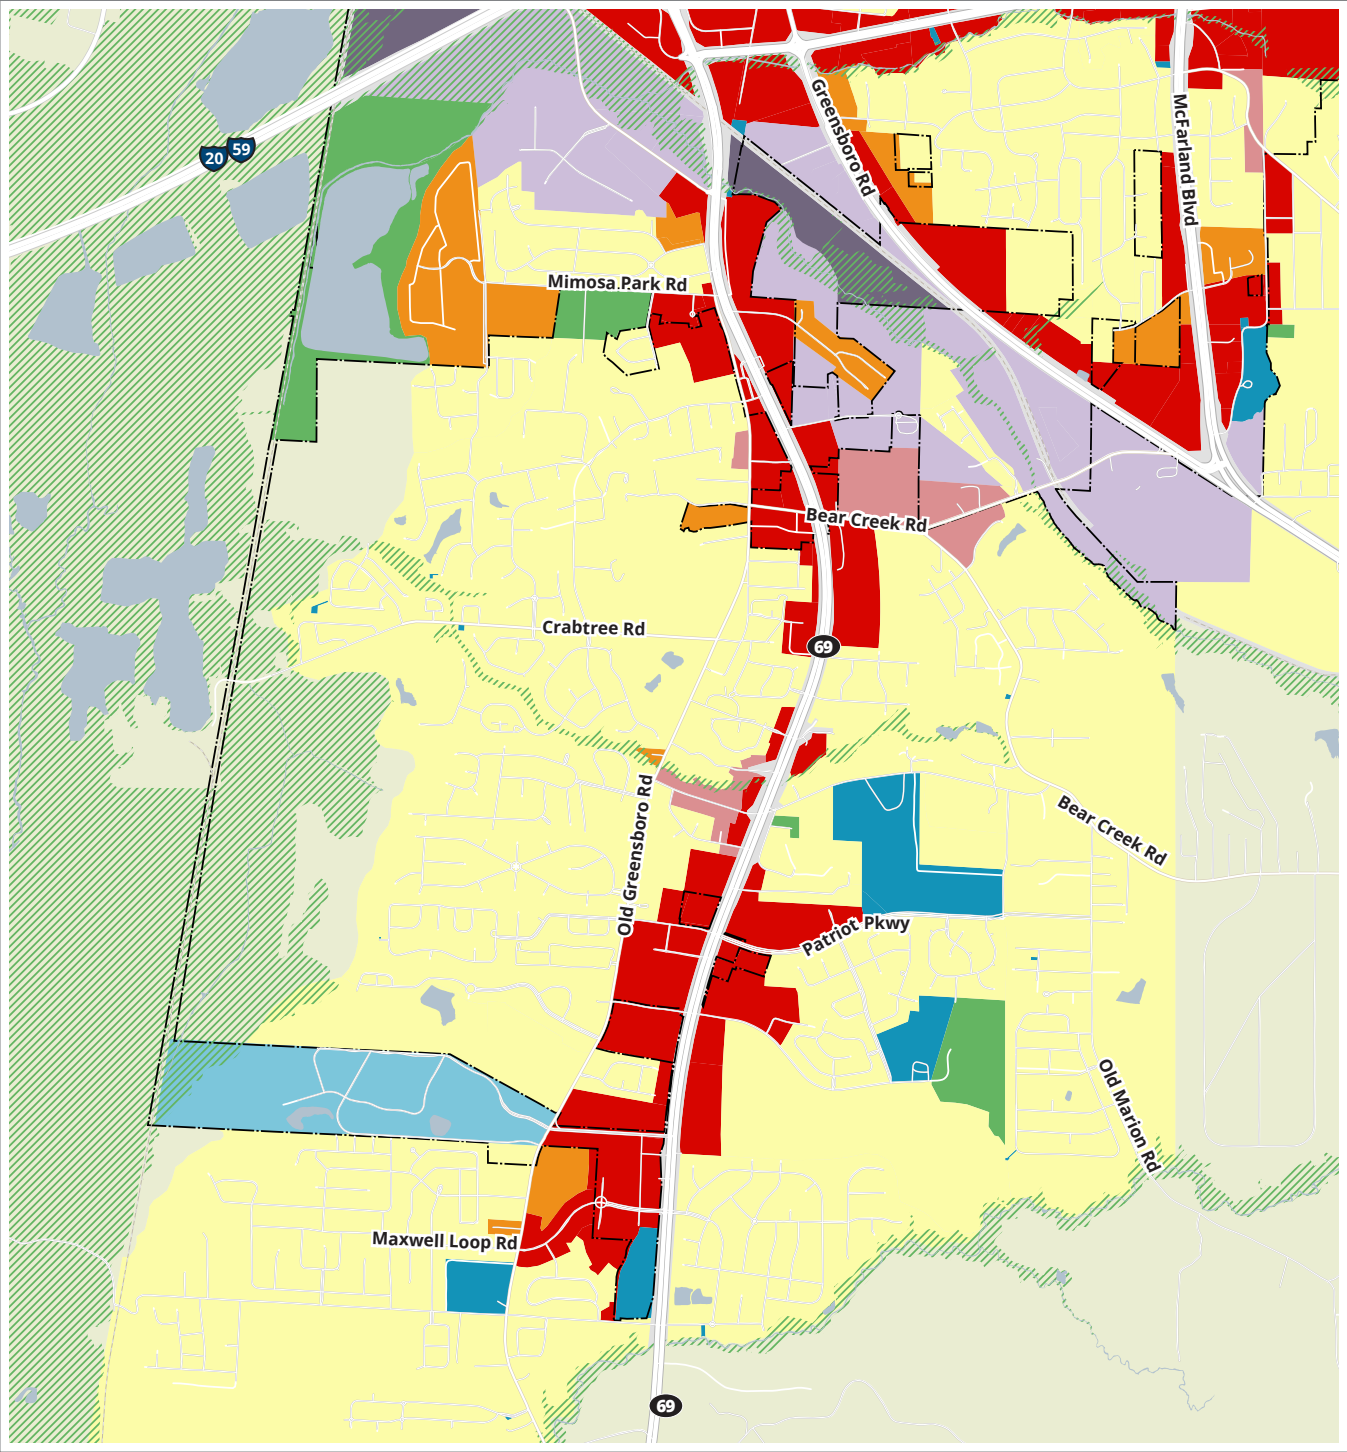 Greensboro Rd
McFarland Blvd
20
59
Mimosa Park Rd
Bear Creek Rd
Crabtree Rd
69
Old Greensboro Rd
Bear Creek Rd
Patriot Pkwy
Old Marion Rd
Maxwell Loop Rd
69